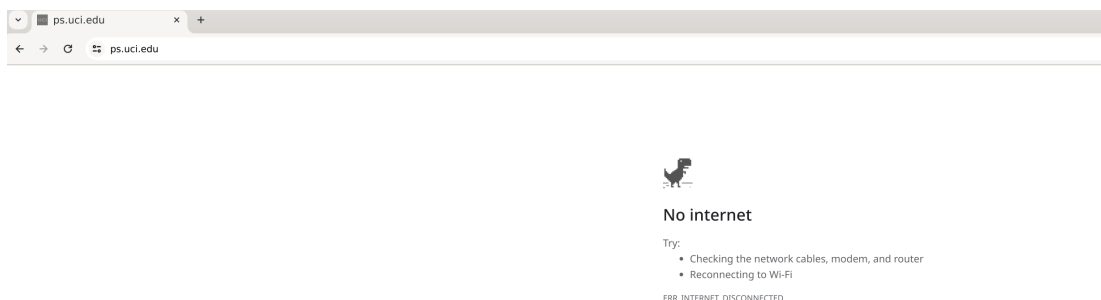 ps.uci.edu
ps.uci.edu
No internet
Try:
Checking the network cables, modem, and router
Reconnecting to Wi-Fi
ERR_INTERNET_DISCONNECTED